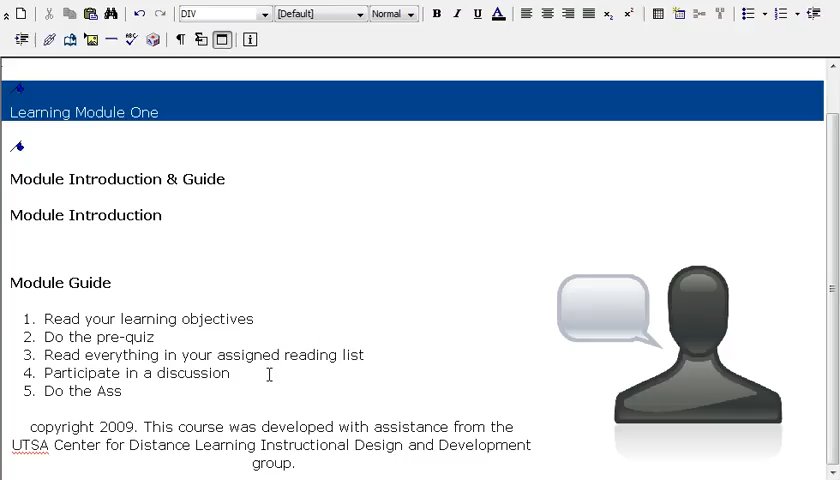 DIV [Default] Normal B I U A x₂ x²
ABC ¶
Learning Module One
Module Introduction & Guide
Module Introduction
Module Guide
1. Read your learning objectives
2. Do the pre-quiz
3. Read everything in your assigned reading list
4. Participate in a discussion
5. Do the Ass
copyright 2009. This course was developed with assistance from the
UTSA Center for Distance Learning Instructional Design and Development
group.